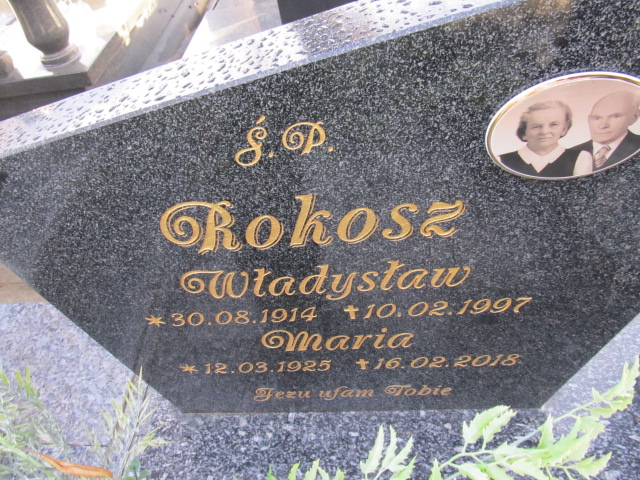 Ś.P.
Rokosz
Władysław
*30.08.1914 ✝10.02.1997
Maria
*12.03.1925 ✝16.02.2018
Jezu ufam Tobie